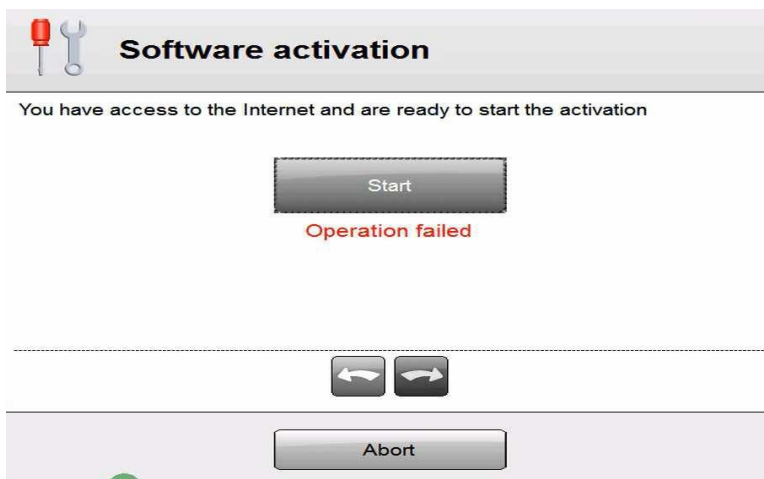 Software activation
You have access to the Internet and are ready to start the activation
Start
Operation failed
Abort